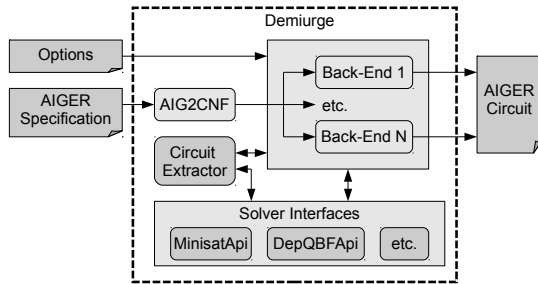 Demiurge
Options
AIGER
Specification
AIG2CNF
Back-End 1
etc.
Back-End N
AIGER
Circuit
Circuit
Extractor
Solver Interfaces
MinisatApi
DepQBFApi
etc.